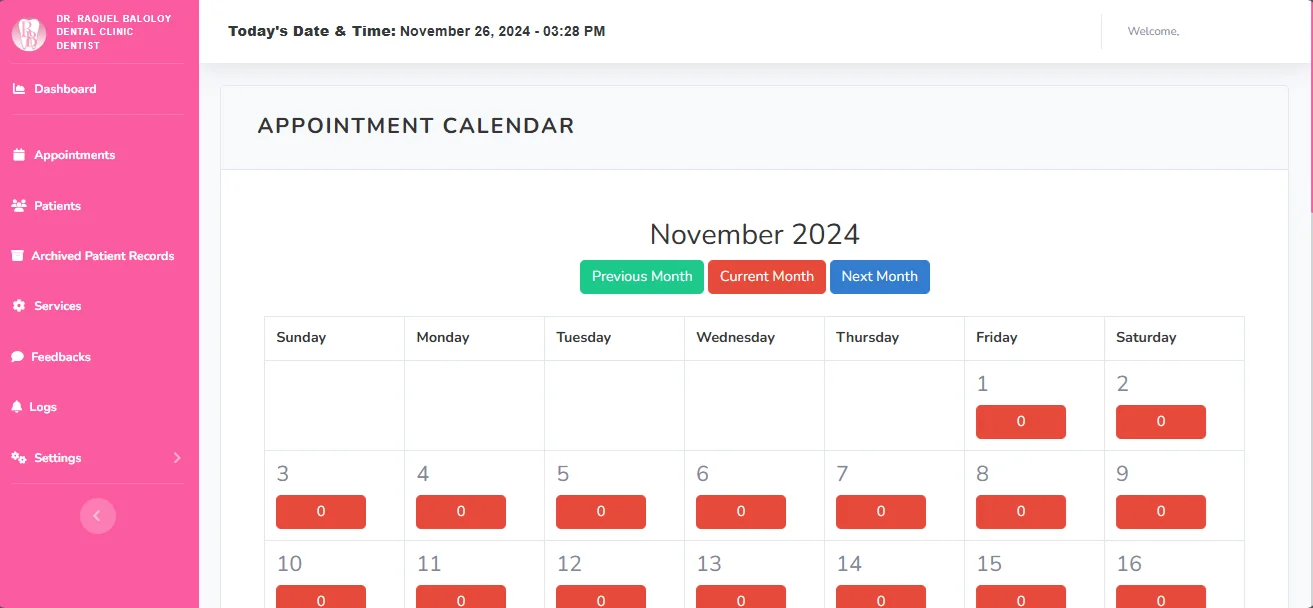 DR. RAQUEL BALOLOY
DENTAL CLINIC
DENTIST
Dashboard
Appointments
Patients
Archived Patient Records
Services
Feedbacks
Logs
Settings
Today's Date & Time: November 26, 2024 - 03:28 PM
Welcome,
APPOINTMENT CALENDAR
November 2024
Previous Month Current Month Next Month
Sunday Monday Tuesday Wednesday Thursday Friday Saturday
1 2
0 0
3 4 5 6 7 8 9
0 0 0 0 0 0 0
10 11 12 13 14 15 16
0 0 0 0 0 0 0